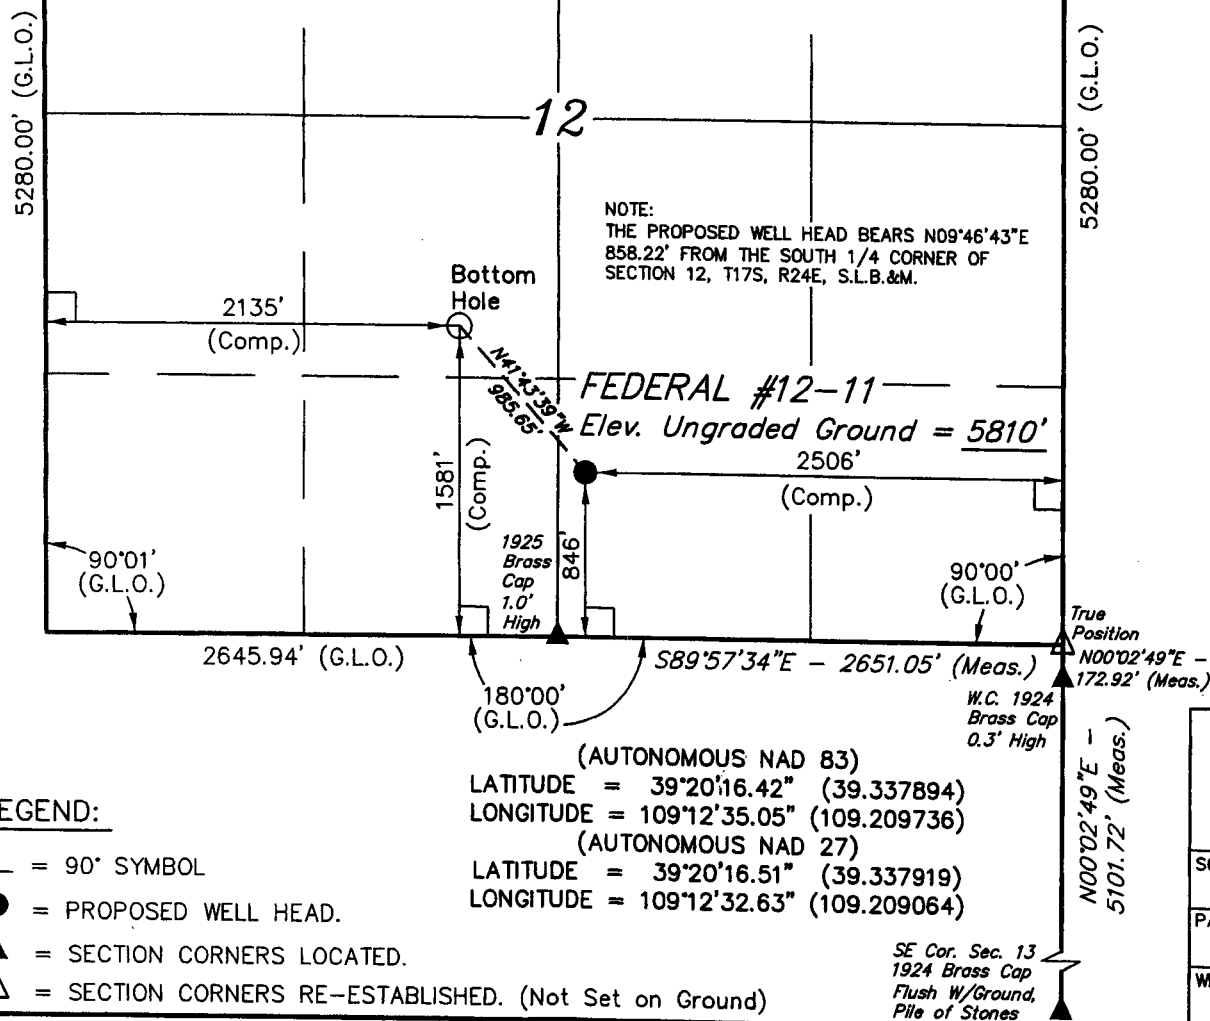 5280.00' (G.L.O.)
5280.00' (G.L.O.)
12
NOTE:
THE PROPOSED WELL HEAD BEARS N09°46'43"E
858.22' FROM THE SOUTH 1/4 CORNER OF
SECTION 12, T17S, R24E, S.L.B.&M.
Bottom
Hole
2135'
(Comp.)
N41°43'39"W
985.65'
FEDERAL #12-11
Elev. Ungraded Ground = 5810'
1581'
(Comp.)
2506'
(Comp.)
846'
1925
Brass
Cap
1.0'
High
90°01'
(G.L.O.)
90°00'
(G.L.O.)
True
Position
N00°02'49"E –
172.92' (Meas.)
2645.94' (G.L.O.)
S89°57'34"E – 2651.05' (Meas.)
180°00'
(G.L.O.)
W.C. 1924
Brass Cap
0.3' High
N00°02'49"E –
5101.72' (Meas.)
(AUTONOMOUS NAD 83)
LATITUDE = 39°20'16.42" (39.337894)
LONGITUDE = 109°12'35.05" (109.209736)
(AUTONOMOUS NAD 27)
LATITUDE = 39°20'16.51" (39.337919)
LONGITUDE = 109°12'32.63" (109.209064)
EGEND:
= 90° SYMBOL
= PROPOSED WELL HEAD.
= SECTION CORNERS LOCATED.
= SECTION CORNERS RE-ESTABLISHED. (Not Set on Ground)
SE Cor. Sec. 13
1924 Brass Cap
Flush W/Ground,
Pile of Stones